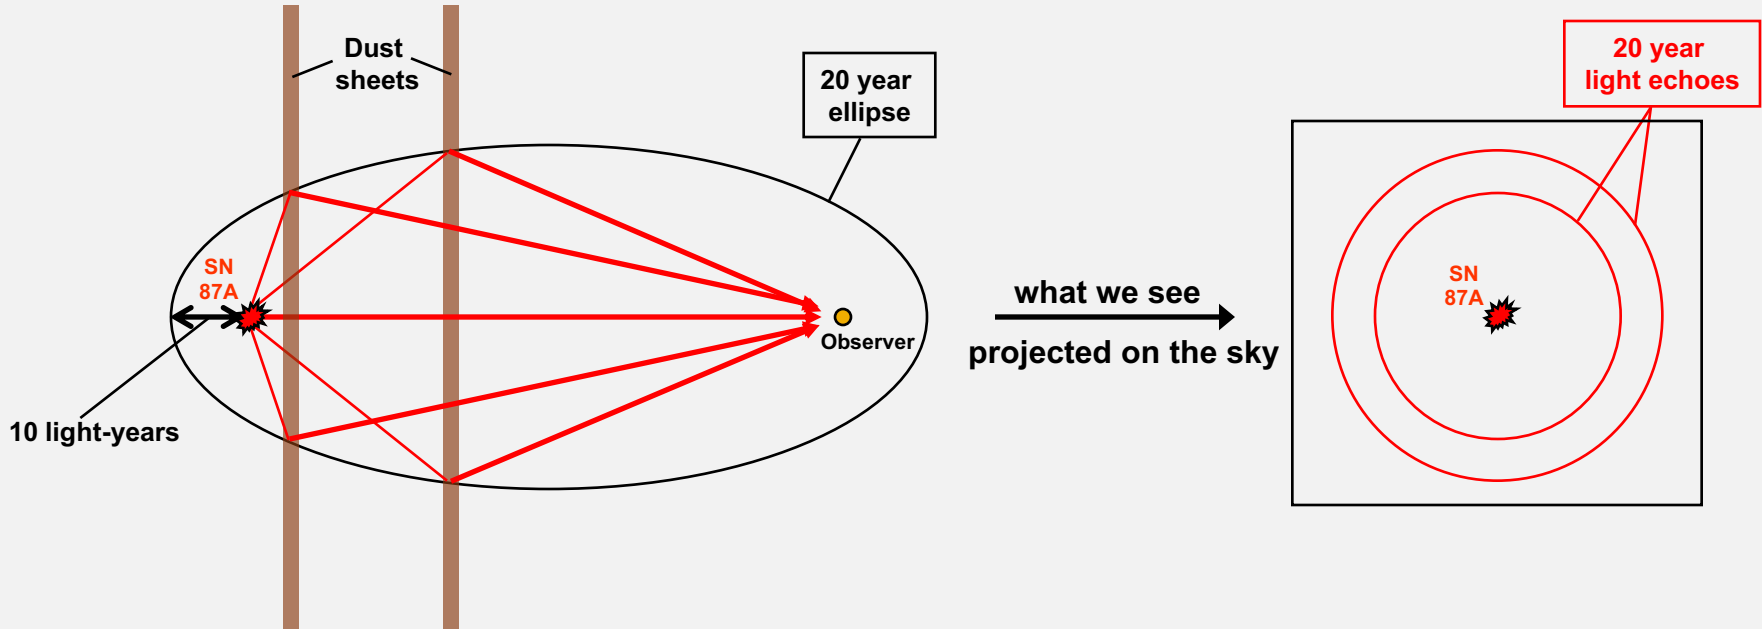 Dust
sheets
20 year
ellipse
SN
87A
Observer
10 light-years
what we see
projected on the sky
20 year
light echoes
SN
87A